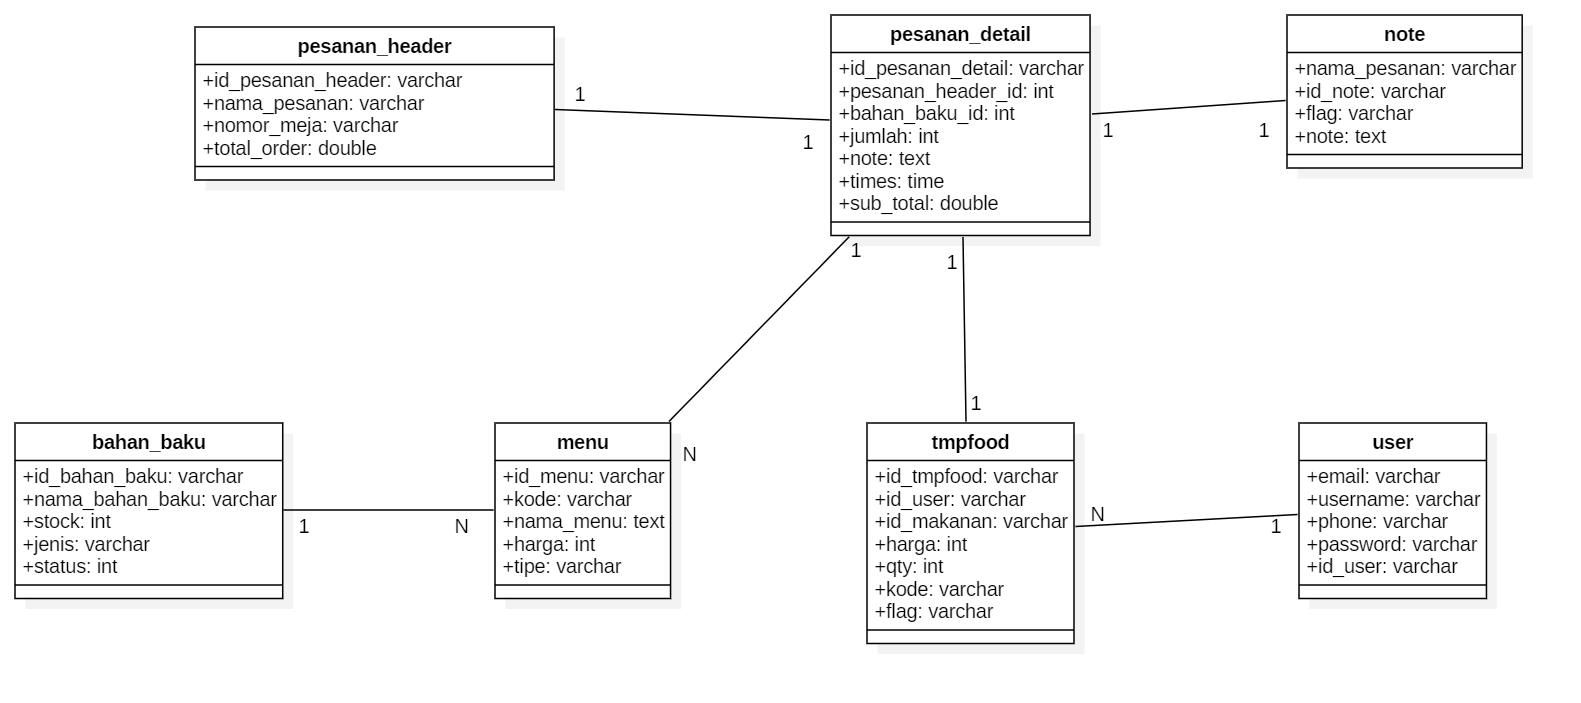 pesanan_header
+id_pesanan_header: varchar
+nama_pesanan: varchar
+nomor_meja: varchar
+total_order: double
1
1
pesanan_detail
+id_pesanan_detail: varchar
+pesanan_header_id: int
+bahan_baku_id: int
+jumlah: int
+note: text
+times: time
+sub_total: double
1
1
note
+nama_pesanan: varchar
+id_note: varchar
+flag: varchar
+note: text
1
1
N
1
bahan_baku
+id_bahan_baku: varchar
+nama_bahan_baku: varchar
+stock: int
+jenis: varchar
+status: int
1
N
menu
+id_menu: varchar
+kode: varchar
+nama_menu: text
+harga: int
+tipe: varchar
tmpfood
+id_tmpfood: varchar
+id_user: varchar
+id_makanan: varchar
+harga: int
+qty: int
+kode: varchar
+flag: varchar
N
1
user
+email: varchar
+username: varchar
+phone: varchar
+password: varchar
+id_user: varchar